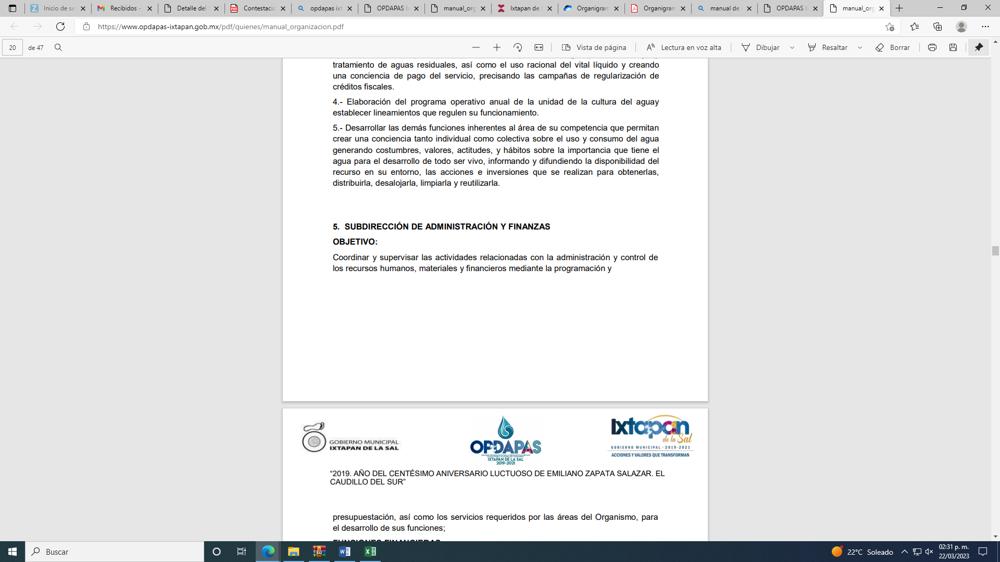 Inicio de se
Recibidos -
Detalle del
Contestacio
opdapas ixt
OPDAPAS Ix
manual_org
Ixtapan de l
Organigram
Organigram
manual de
OPDAPAS Ix
manual_org
https://www.opdapas-ixtapan.gob.mx/pdf/quienes/manual_organizacion.pdf
20 de 47
Vista de página
Lectura en voz alta
Dibujar
Resaltar
Borrar
tratamiento de aguas residuales, así como el uso racional del vital líquido y creando
una conciencia de pago del servicio, precisando las campañas de regularización de
créditos fiscales.
4.- Elaboración del programa operativo anual de la unidad de la cultura del aguay
establecer lineamientos que regulen su funcionamiento.
5.- Desarrollar las demás funciones inherentes al área de su competencia que permitan
crear una conciencia tanto individual como colectiva sobre el uso y consumo del agua
generando costumbres, valores, actitudes, y hábitos sobre la importancia que tiene el
agua para el desarrollo de todo ser vivo, informando y difundiendo la disponibilidad del
recurso en su entorno, las acciones e inversiones que se realizan para obtenerlas,
distribuirla, desalojarla, limpiarla y reutilizarla.
5. SUBDIRECCIÓN DE ADMINISTRACIÓN Y FINANZAS
OBJETIVO:
Coordinar y supervisar las actividades relacionadas con la administración y control de
los recursos humanos, materiales y financieros mediante la programación y
GOBIERNO MUNICIPAL
IXTAPAN DE LA SAL
OPDAPAS
IXTAPAN DE LA SAL
2019-2021
Ixtapan
de la Sal
GOBIERNO MUNICIPAL · 2019-2021
ACCIONES Y VALORES QUE TRANSFORMAN
“2019. AÑO DEL CENTÉSIMO ANIVERSARIO LUCTUOSO DE EMILIANO ZAPATA SALAZAR. EL
CAUDILLO DEL SUR”
presupuestación, así como los servicios requeridos por las áreas del Organismo, para
el desarrollo de sus funciones;
FUNCIONES FINANCIERAS
Buscar
22°C Soleado
02:31 p. m.
22/03/2023